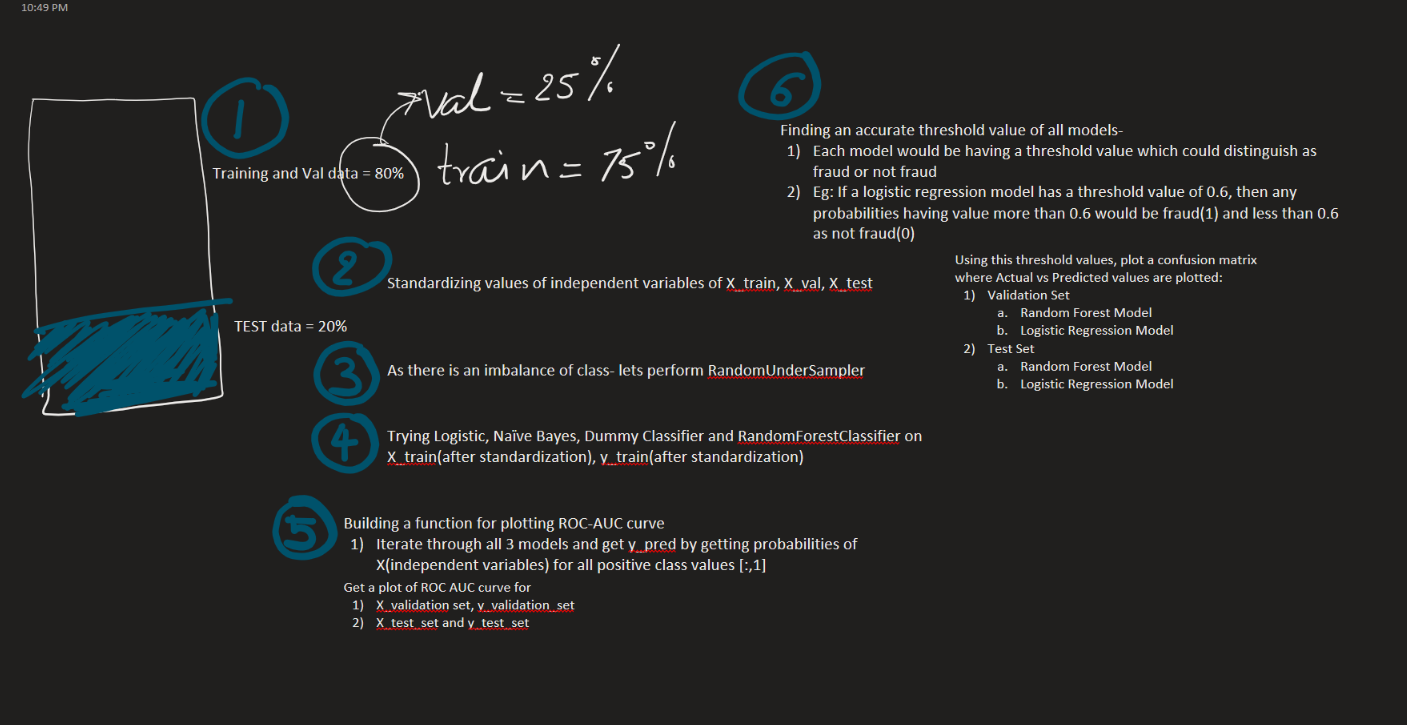 10:49 PM
1
val = 25%
train = 75%
Training and Val data = 80%
2
Standardizing values of independent variables of X_train, X_val, X_test
TEST data = 20%
3
As there is an imbalance of class- lets perform RandomUnderSampler
4
Trying Logistic, Naïve Bayes, Dummy Classifier and RandomForestClassifier on
X_train(after standardization), y_train(after standardization)
5
Building a function for plotting ROC-AUC curve
1) Iterate through all 3 models and get y_pred by getting probabilities of
X(independent variables) for all positive class values [:,1]
Get a plot of ROC AUC curve for
1) X_validation set, y_validation_set
2) X_test_set and y_test_set
6
Finding an accurate threshold value of all models-
1) Each model would be having a threshold value which could distinguish as
fraud or not fraud
2) Eg: If a logistic regression model has a threshold value of 0.6, then any
probabilities having value more than 0.6 would be fraud(1) and less than 0.6
as not fraud(0)
Using this threshold values, plot a confusion matrix
where Actual vs Predicted values are plotted:
1) Validation Set
a. Random Forest Model
b. Logistic Regression Model
2) Test Set
a. Random Forest Model
b. Logistic Regression Model